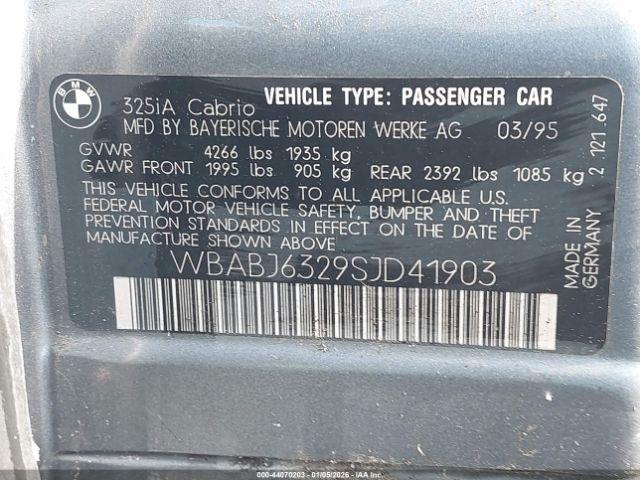 BMW
325iA Cabrio
VEHICLE TYPE: PASSENGER CAR
MFD BY BAYERISCHE MOTOREN WERKE AG 03/95
GVWR 4266 lbs 1935 kg
GAWR FRONT 1995 lbs 905 kg REAR 2392 lbs 1085 kg
THIS VEHICLE CONFORMS TO ALL APPLICABLE U.S.
FEDERAL MOTOR VEHICLE SAFETY, BUMPER AND THEFT
PREVENTION STANDARDS IN EFFECT ON THE DATE OF
MANUFACTURE SHOWN ABOVE
WBABJ6329SJD41903
2 121.647
MADE IN
GERMANY
000-44070203 | 01/05/2026 | IAA, Inc.